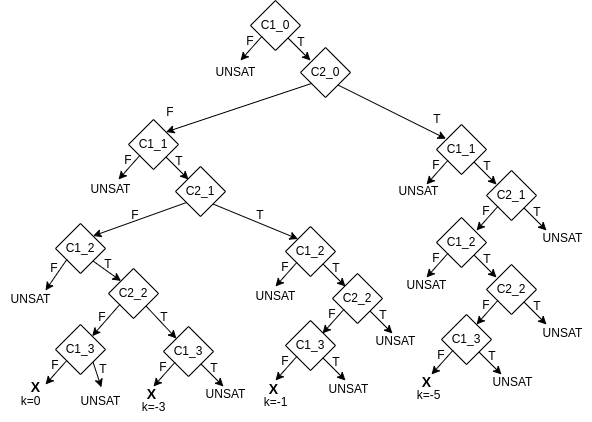 C1_0
F T
UNSAT C2_0
F T
C1_1 C1_1
F T F T
UNSAT C2_1 UNSAT C2_1
F T F T
C1_2 C1_2 C1_2 UNSAT
F T F T F T
UNSAT C2_2 UNSAT C2_2 UNSAT C2_2
F T F T F T
C1_3 C1_3 C1_3 UNSAT C1_3 UNSAT
F T F T F T F T
X UNSAT X UNSAT X UNSAT X UNSAT
k=0 k=-3 k=-1 k=-5